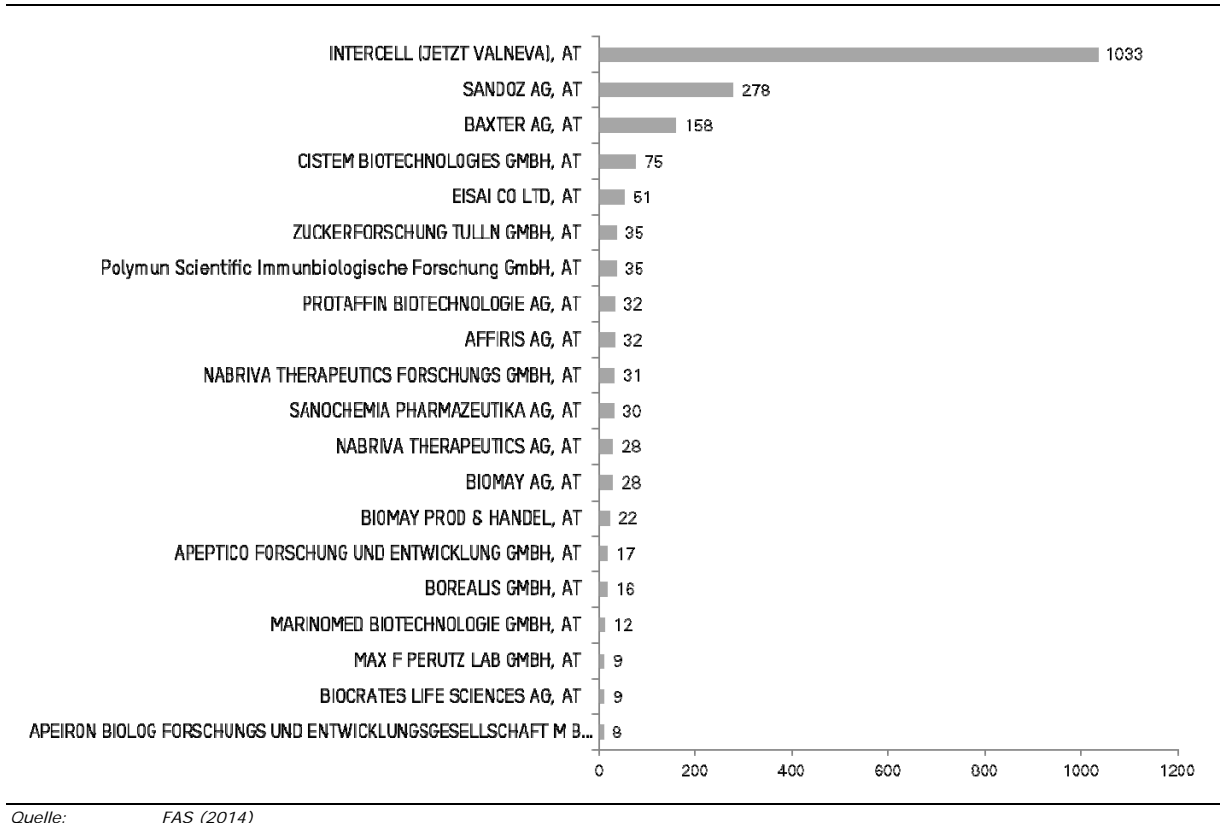 INTERCELL (JETZT VALNEVA), AT 1033
SANDOZ AG, AT 278
BAXTER AG, AT 158
CISTEM BIOTECHNOLOGIES GMBH, AT 75
EISAI CO LTD, AT 51
ZUCKERFORSCHUNG TULLN GMBH, AT 35
Polymun Scientific Immunbiologische Forschung GmbH, AT 35
PROTAFFIN BIOTECHNOLOGIE AG, AT 32
AFFIRIS AG, AT 32
NABRIVA THERAPEUTICS FORSCHUNGS GMBH, AT 31
SANOCHEMIA PHARMAZEUTIKA AG, AT 30
NABRIVA THERAPEUTICS AG, AT 28
BIOMAY AG, AT 28
BIOMAY PROD & HANDEL, AT 22
APEPTICO FORSCHUNG UND ENTWICKLUNG GMBH, AT 17
BOREALIS GMBH, AT 16
MARINOMED BIOTECHNOLOGIE GMBH, AT 12
MAX F PERUTZ LAB GMBH, AT 9
BIOCRATES LIFE SCIENCES AG, AT 9
APEIRON BIOLOG FORSCHUNGS UND ENTWICKLUNGSGESELLSCHAFT M B... 8
0 200 400 600 800 1000 1200
Quelle: FAS (2014)